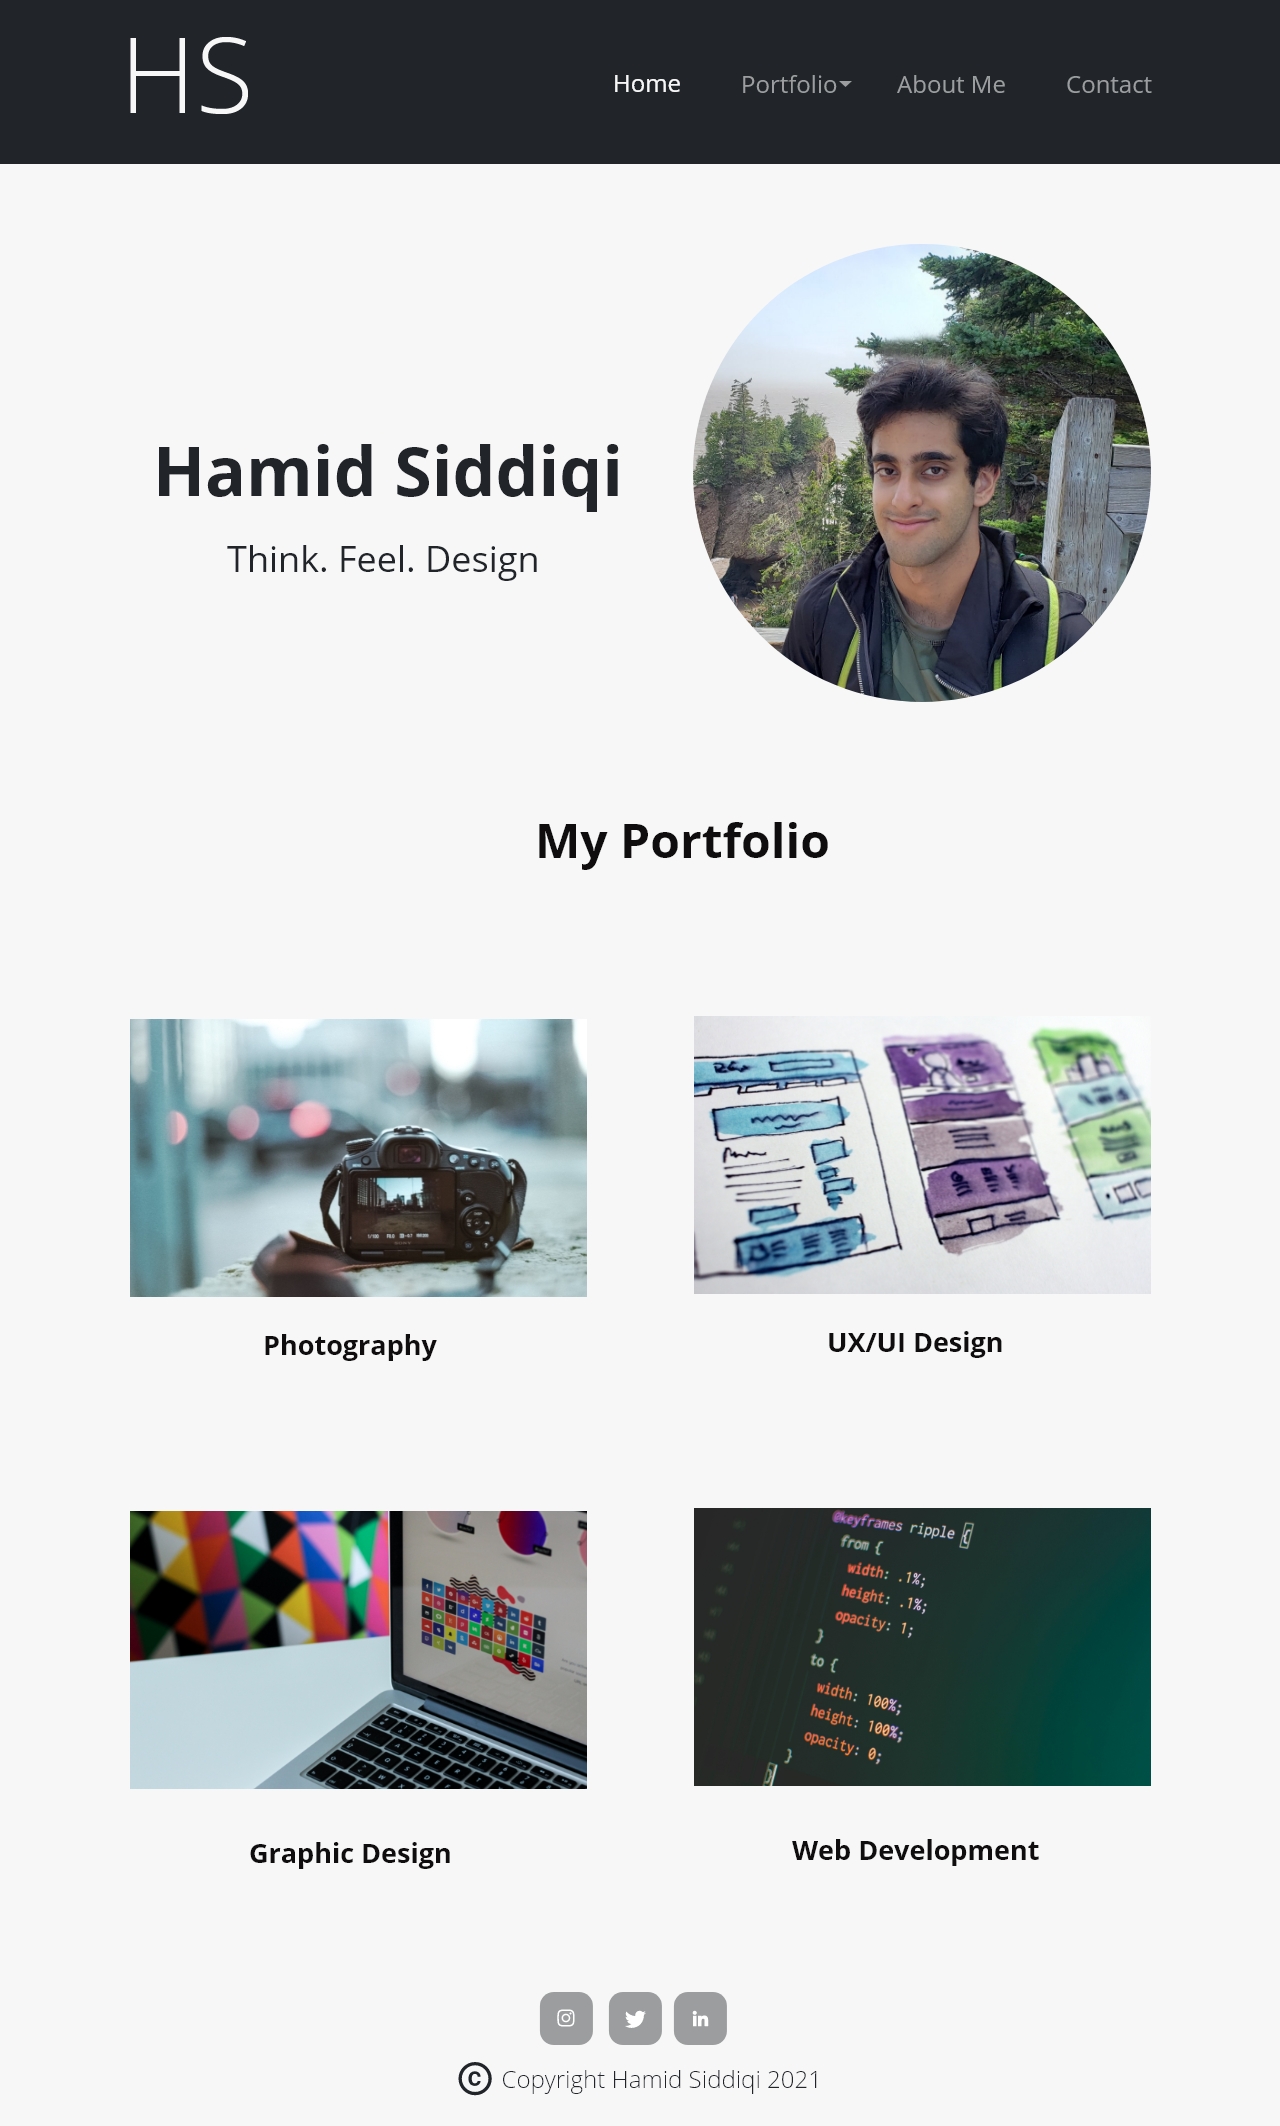 HS
Home Portfolio About Me Contact
Hamid Siddiqi
Think. Feel. Design
My Portfolio
Photography
UX/UI Design
@keyframes ripple {
from {
width: .1%;
height: .1%;
opacity: 1;
}
to {
width: 100%;
height: 100%;
opacity: 0;
}
}
Graphic Design
Web Development
in
© Copyright Hamid Siddiqi 2021